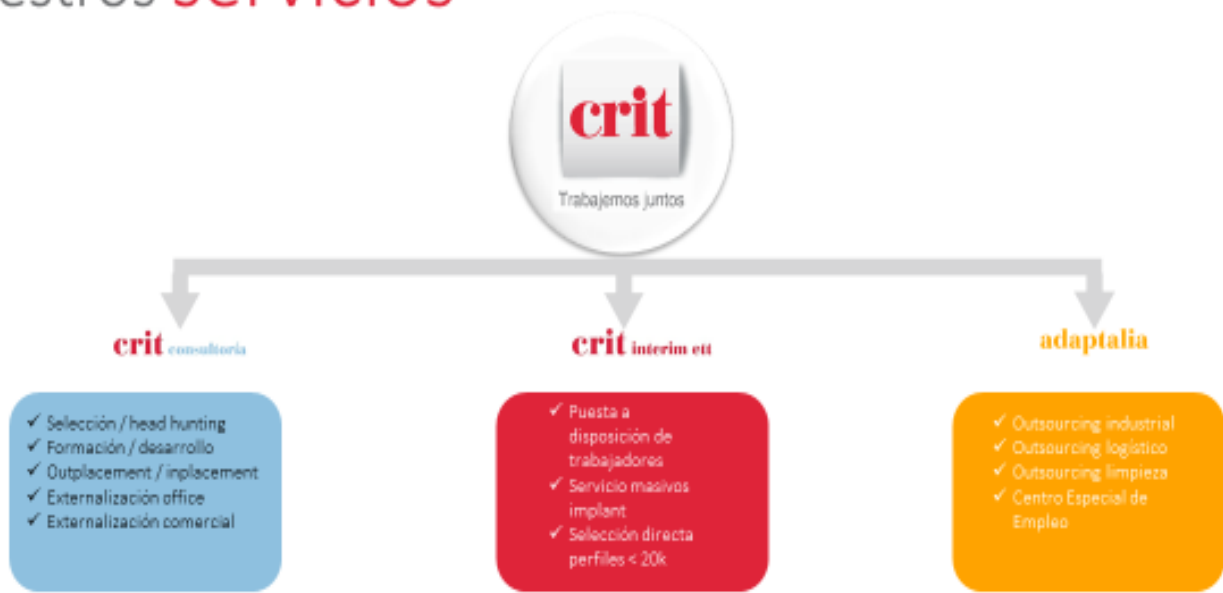 servicios
crit
Trabajemos juntos
crit consultoria
✓ Selección / head hunting
✓ Formación / desarrollo
✓ Outplacement / inplacement
✓ Externalización office
✓ Externalización comercial
crit interim ett
✓ Puesta a
disposición de
trabajadores
✓ Servicio masivos
implant
✓ Selección directa
perfiles < 20k
adaptalia
✓ Outsourcing industrial
✓ Outsourcing logístico
✓ Outsourcing limpieza
✓ Centro Especial de
Empleo